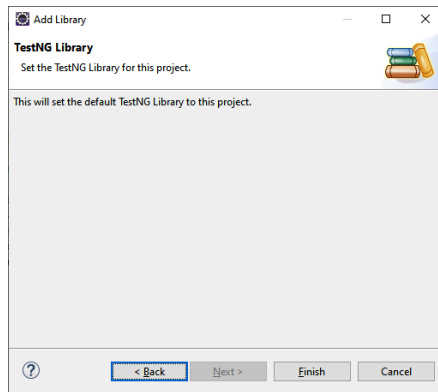 Add Library
TestNG Library
Set the TestNG Library for this project.
This will set the default TestNG Library to this project.
?
< Back
Next >
Finish
Cancel